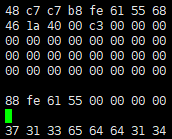 48 c7 c7 b8 fe 61 55 68
46 1a 40 00 c3 00 00 00
00 00 00 00 00 00 00 00
00 00 00 00 00 00 00 00
00 00 00 00 00 00 00 00
88 fe 61 55 00 00 00 00
37 31 33 65 64 64 31 34